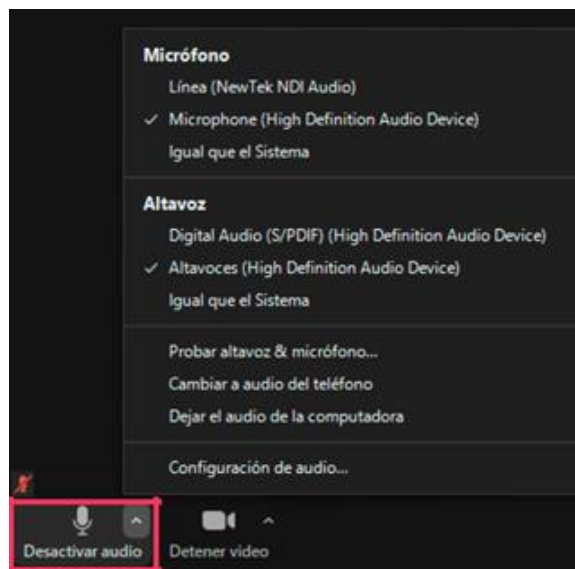 Micrófono
Línea (NewTek NDI Audio)
Microphone (High Definition Audio Device)
Igual que el Sistema
Altavoz
Digital Audio (S/PDIF) (High Definition Audio Device)
Altavoces (High Definition Audio Device)
Igual que el Sistema
Probar altavoz & micrófono...
Cambiar a audio del teléfono
Dejar el audio de la computadora
Configuración de audio...
Desactivar audio Detener video